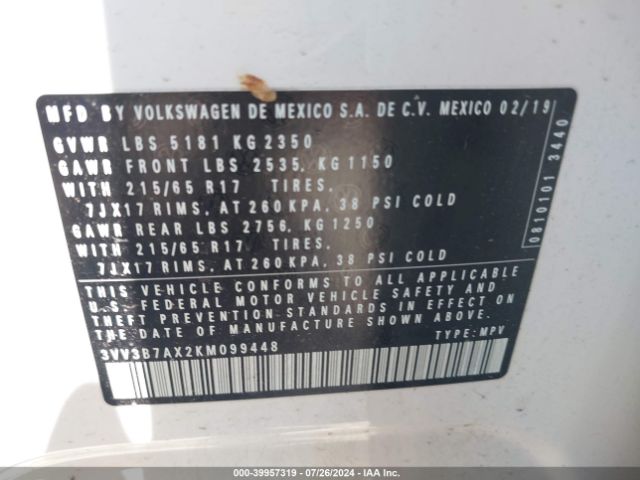 MFD BY VOLKSWAGEN DE MEXICO S.A. DE C.V. MEXICO 02/19
GVWR LBS 5181 KG 2350
GAWR FRONT LBS 2535, KG 1150
WITH 215/65 R17 TIRES,
7JX17 RIMS, AT 260 KPA, 38 PSI COLD
GAWR REAR LBS 2756, KG 1250
WITH 215/65 R17 TIRES,
7JX17 RIMS, AT 260 KPA, 38 PSI COLD
THIS VEHICLE CONFORMS TO ALL APPLICABLE
U.S. FEDERAL MOTOR VEHICLE SAFETY AND
THEFT PREVENTION STANDARDS IN EFFECT ON
THE DATE OF MANUFACTURE SHOWN ABOVE
3VV3B7AX2KM099448 TYPE: MPV
0810101 3440
000-39957319 / 07/26/2024 / IAA Inc.